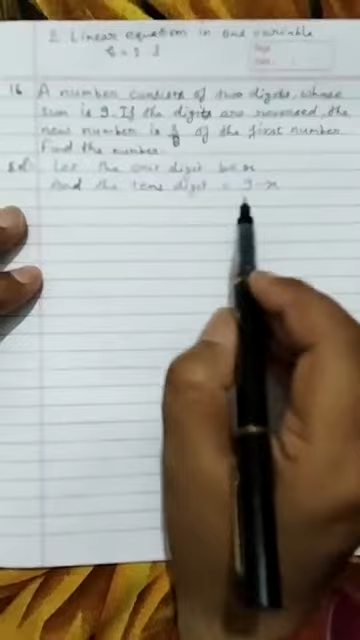 2. Linear equation in one variable
16 A number consists of two digits, whose
sum is 9. If the digits are reversed, the
new number is of the first number.
Find the number.
Sol: Let the unit digit be x
And the tens digit = 9-x